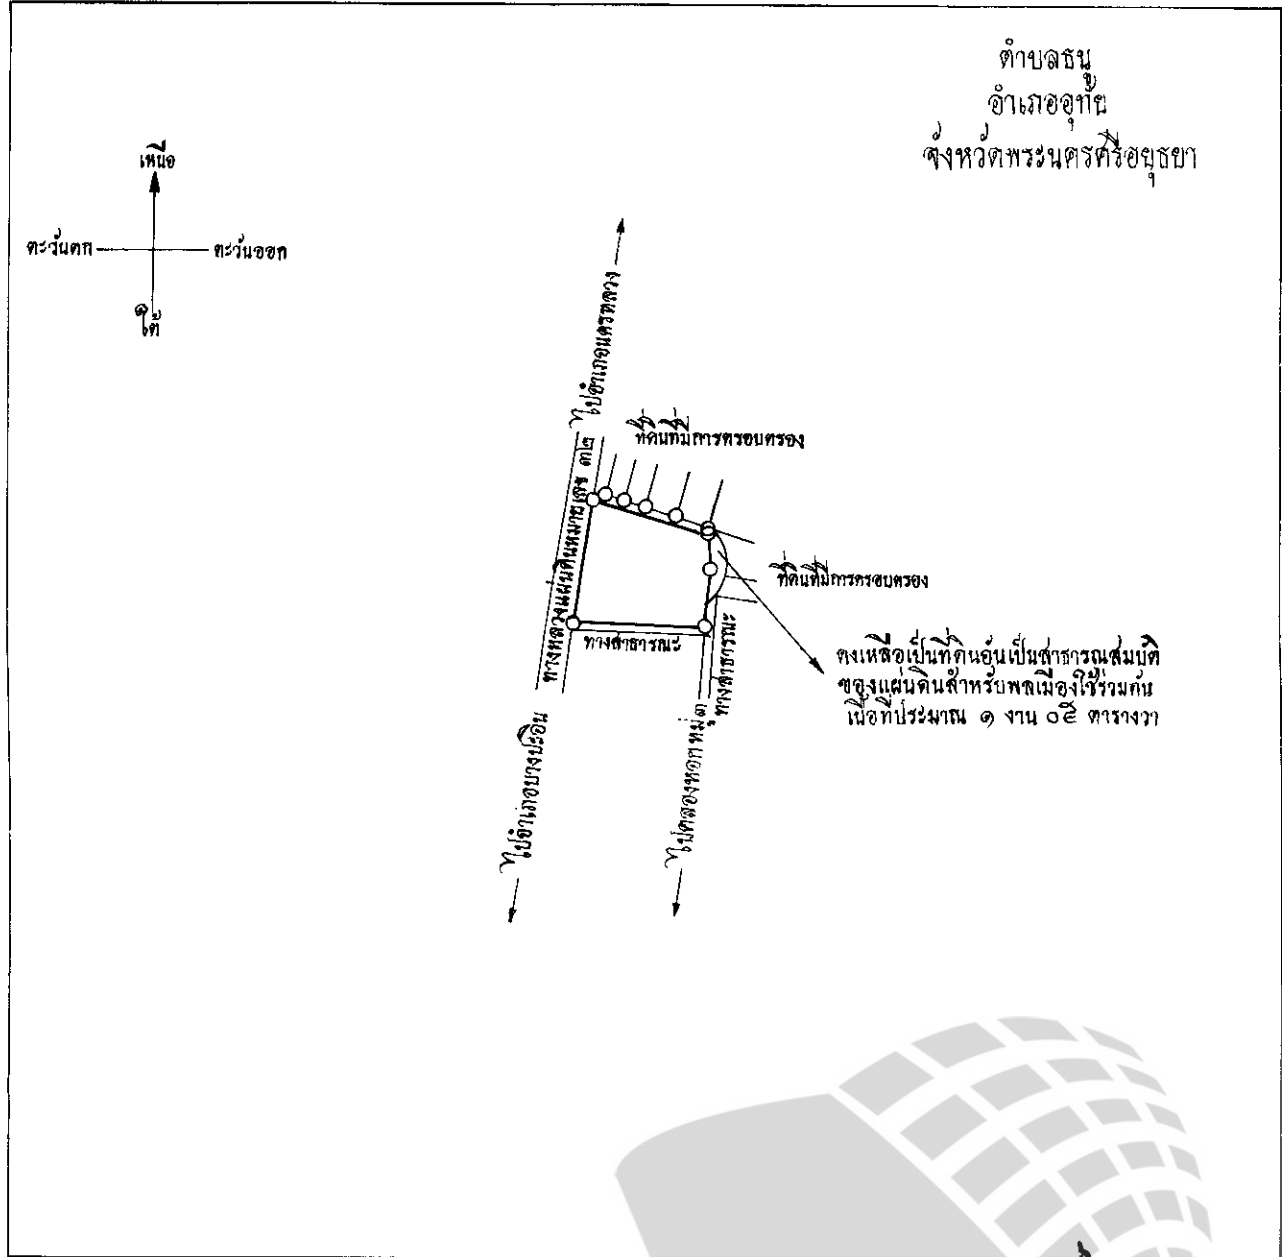 ตำบลธนู
อำเภออุทัย
จังหวัดพระนครศรีอยุธยา
เหนือ
ตะวันตก
ตะวันออก
ใต้
ไปอำเภอนครหลวง
ทางหลวงแผ่นดินหมายเลข ๓๒
ที่ดินที่มีการครอบครอง
ที่ดินที่มีการครอบครอง
ทางสาธารณะ
ทางสาธารณะ
คงเหลือเป็นที่ดินอันเป็นสาธารณสมบัติ
ของแผ่นดินสำหรับพลเมืองใช้ร่วมกัน
เนื้อที่ประมาณ ๑ งาน ๐๕ ตารางวา
ไปอำเภอบางปะอิน
ไปคลองหอก หมู่ ๓